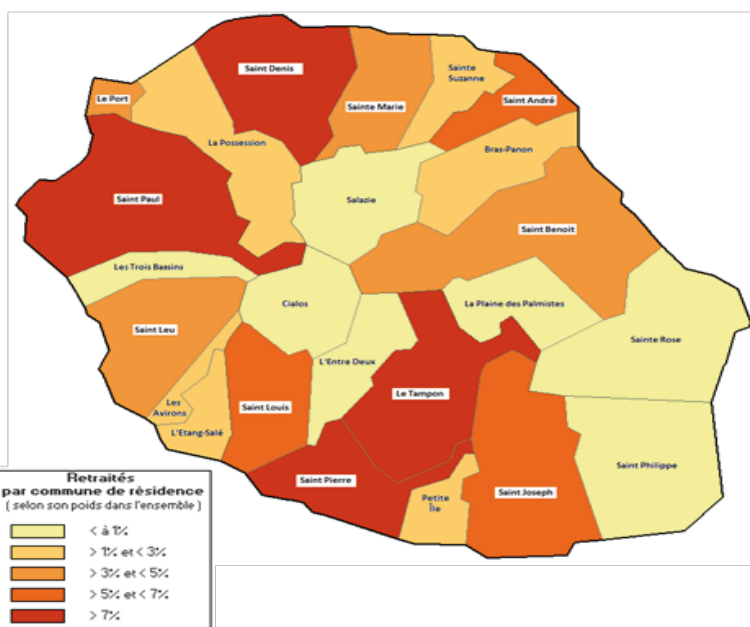 Saint Denis
Sainte
Suzanne
Le Port
Sainte Marie
Saint André
La Possession
Bras-Panon
Saint Paul
Salazie
Saint Benoit
Les Trois Bassins
Cialos
La Plaine des Palmistes
Saint Leu
Sainte Rose
L'Entre Deux
Le Tampon
Les
Avirons
Saint Louis
L'Etang-Salé
Saint Philippe
Saint Pierre
Saint Joseph
Petite
Île
Retraités
par commune de résidence
( selon son poids dans l'ensemble )
< à 1%
> 1% et < 3%
> 3% et < 5%
> 5% et < 7%
> 7%